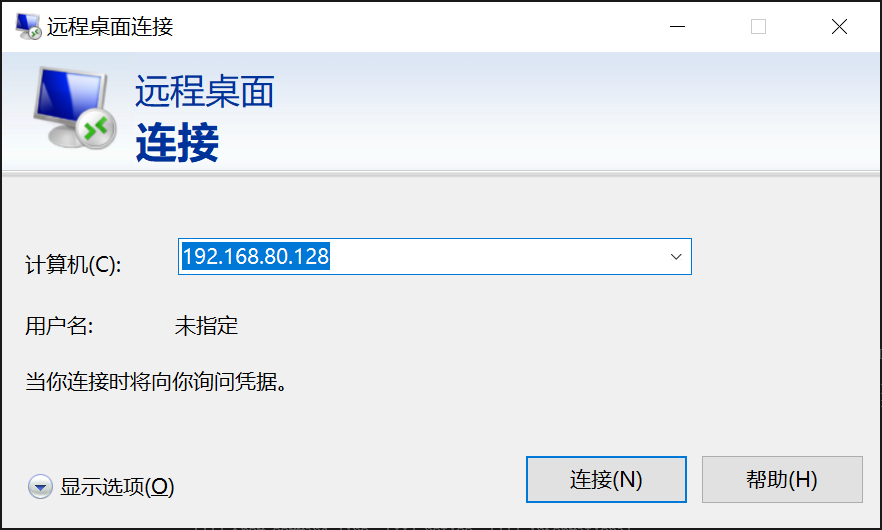 远程桌面连接
远程桌面
连接
计算机(C):
192.168.80.128
用户名:
未指定
当你连接时将向你询问凭据。
显示选项(O)
连接(N)
帮助(H)